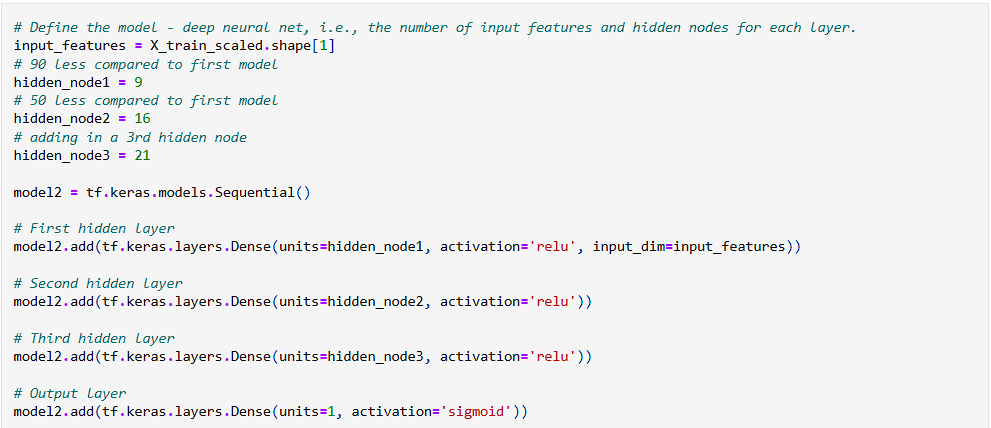 # Define the model - deep neural net, i.e., the number of input features and hidden nodes for each layer.
input_features = X_train_scaled.shape[1]
# 90 less compared to first model
hidden_node1 = 9
# 50 less compared to first model
hidden_node2 = 16
# adding in a 3rd hidden node
hidden_node3 = 21
model2 = tf.keras.models.Sequential()
# First hidden layer
model2.add(tf.keras.layers.Dense(units=hidden_node1, activation='relu', input_dim=input_features))
# Second hidden layer
model2.add(tf.keras.layers.Dense(units=hidden_node2, activation='relu'))
# Third hidden layer
model2.add(tf.keras.layers.Dense(units=hidden_node3, activation='relu'))
# Output layer
model2.add(tf.keras.layers.Dense(units=1, activation='sigmoid'))